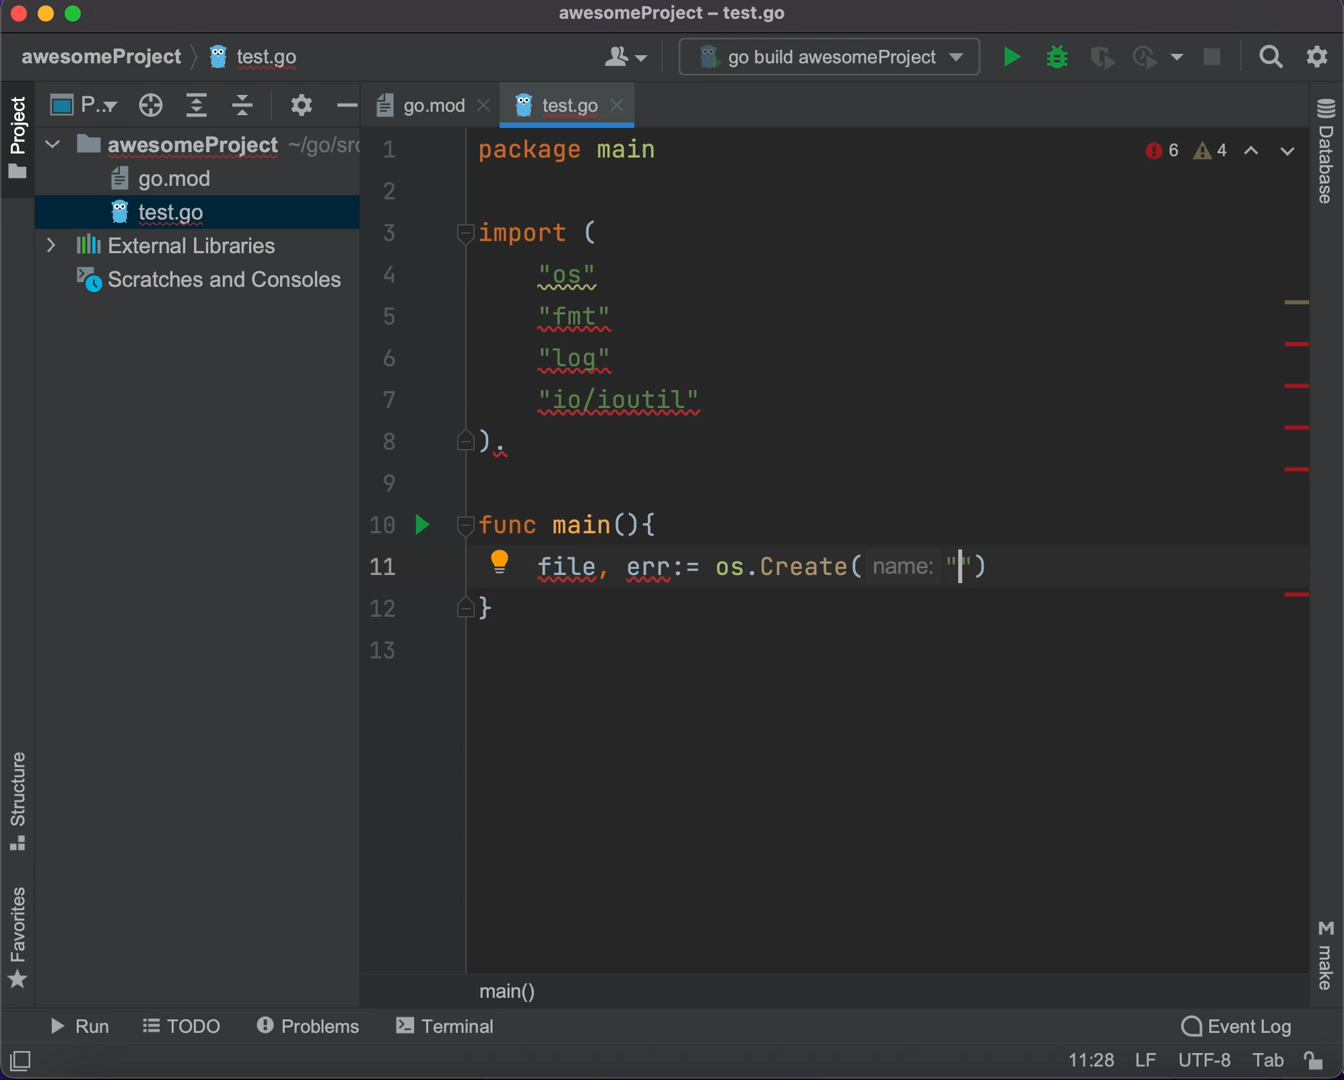 awesomeProject – test.go
awesomeProject
test.go
go build awesomeProject
Project
P..
go.mod
test.go
awesomeProject ~/go/src
go.mod
test.go
External Libraries
Scratches and Consoles
6 4
1 package main
2
3 import (
4 "os"
5 "fmt"
6 "log"
7 "io/ioutil"
8 ).
9
10 func main(){
11 file, err:= os.Create( name: "")
12 }
13
Database
Structure
Favorites
make
main()
Run
TODO
Problems
Terminal
Event Log
11:28 LF UTF-8 Tab